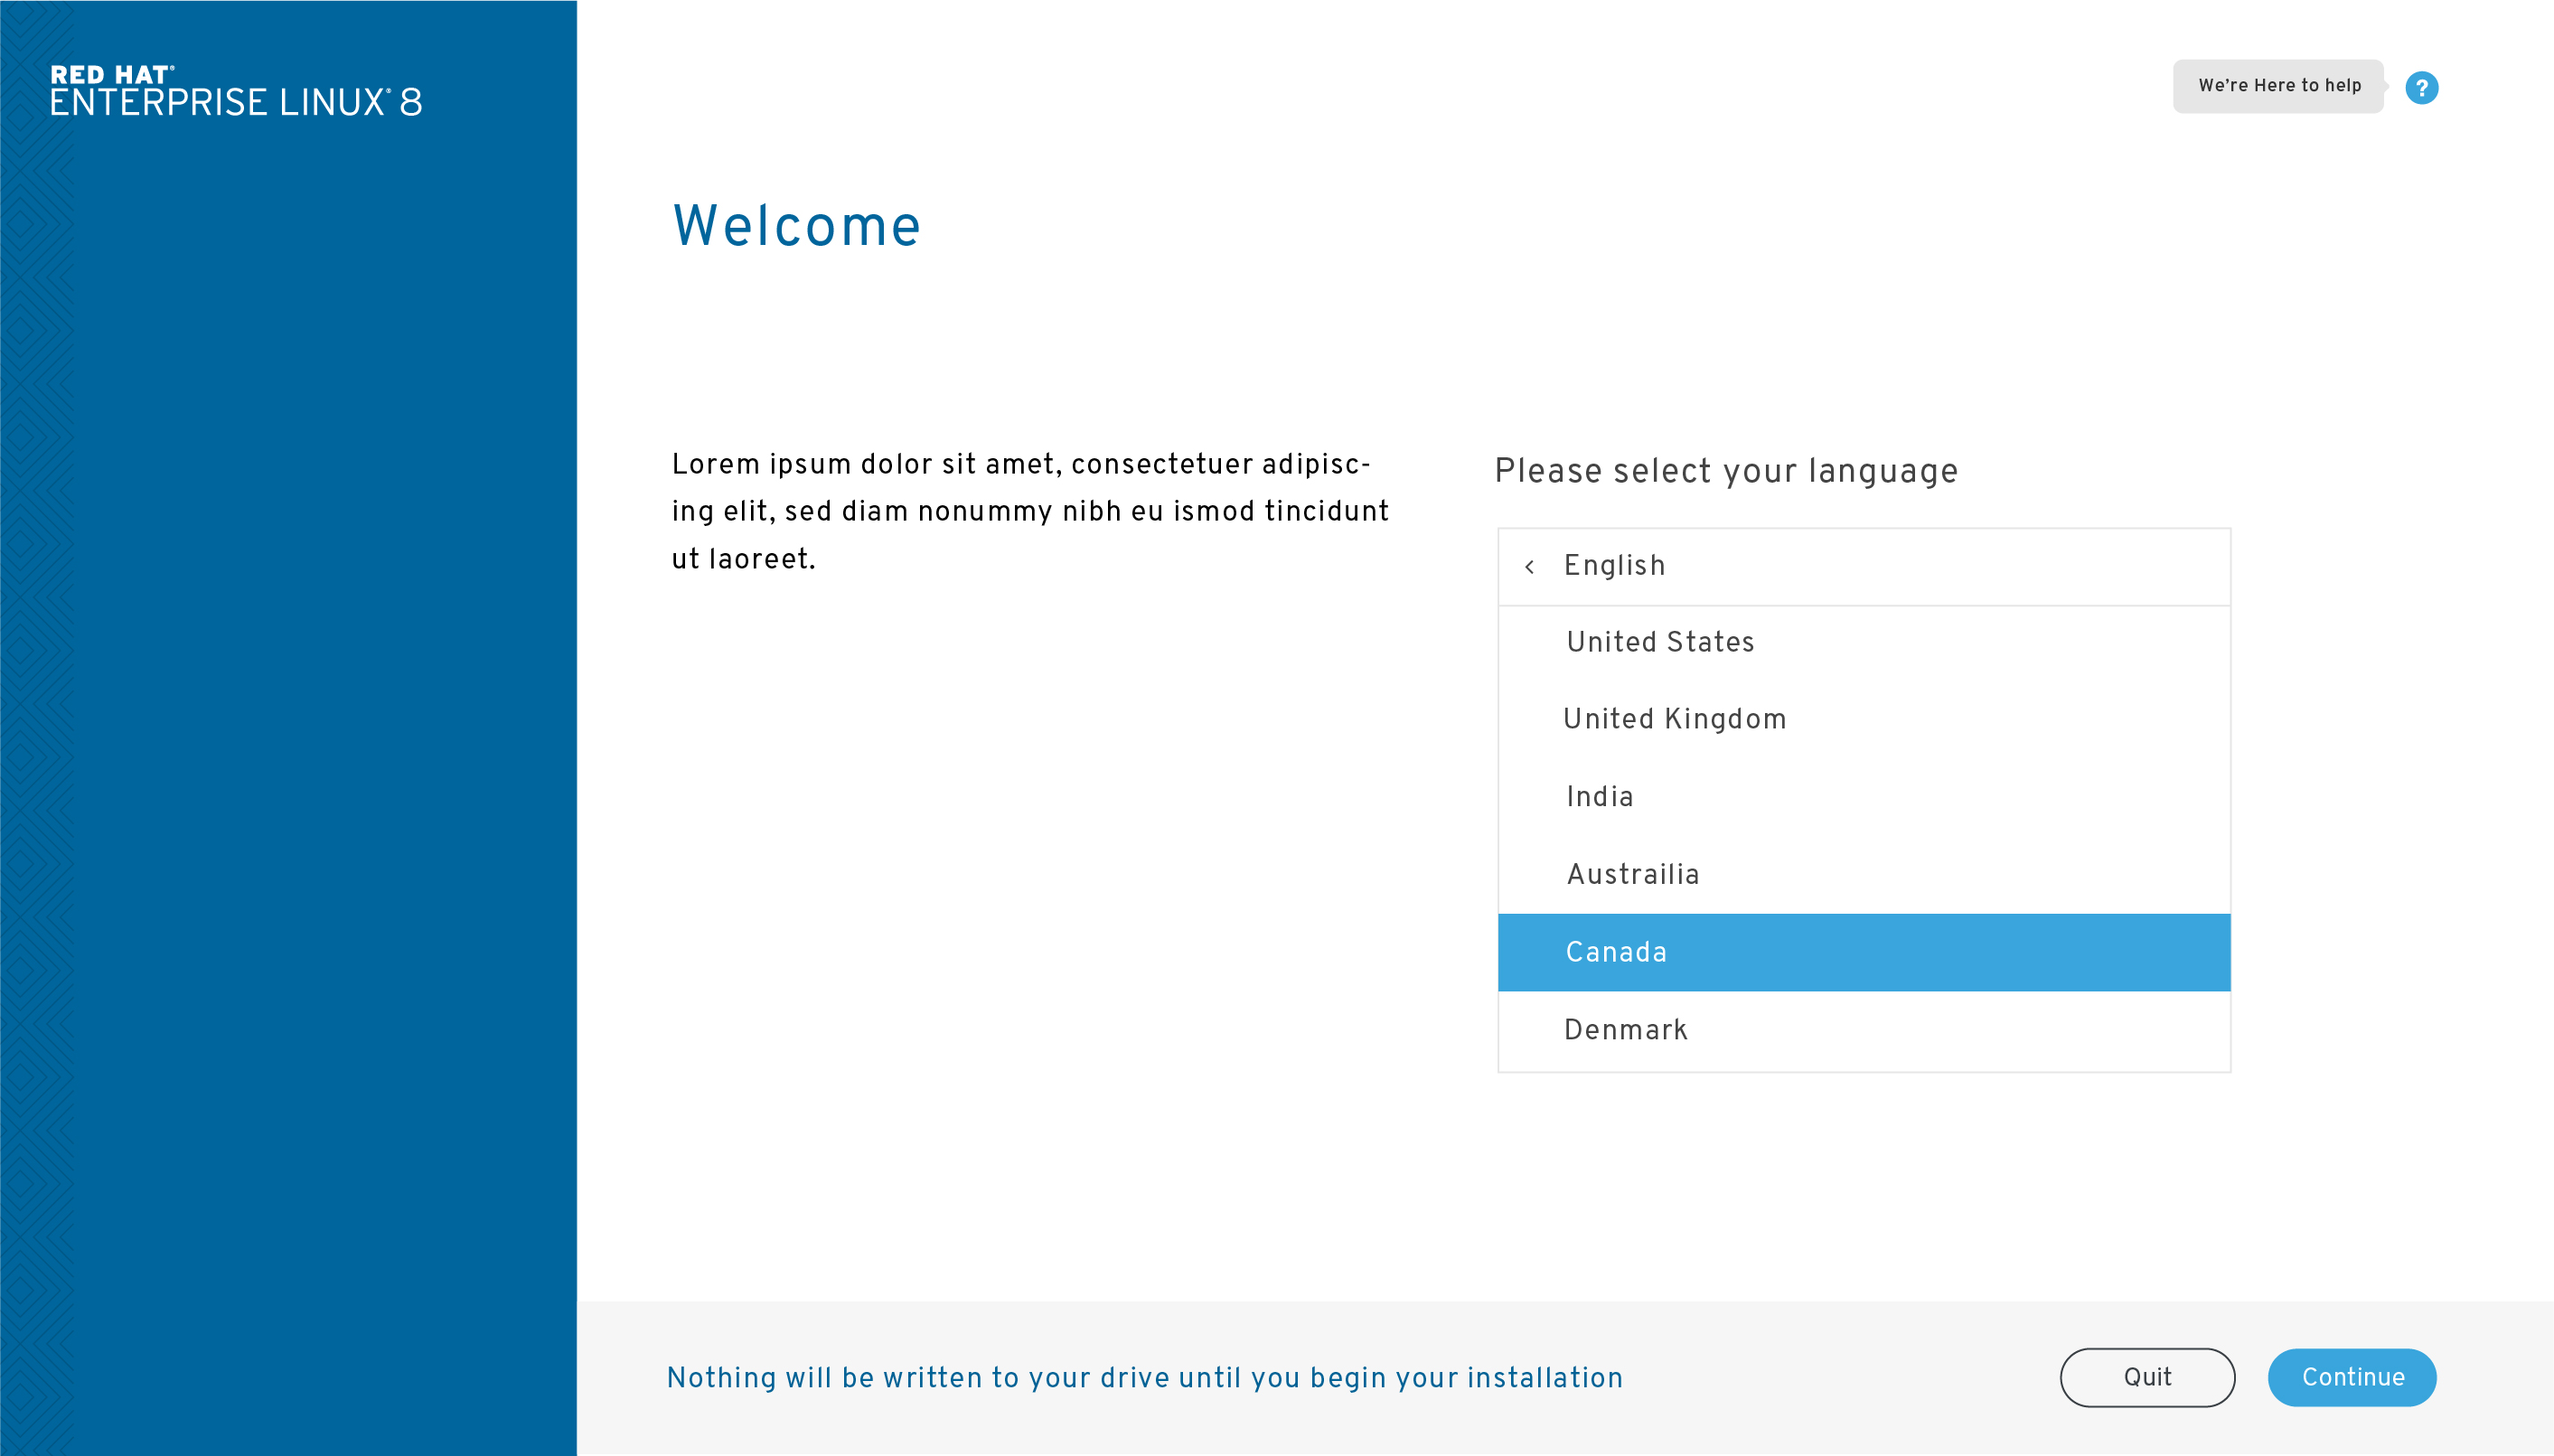 RED HAT®
ENTERPRISE LINUX® 8
We're Here to help
?
Welcome
Lorem ipsum dolor sit amet, consectetuer adipisc-
ing elit, sed diam nonummy nibh eu ismod tincidunt
ut laoreet.
Please select your language
< English
United States
United Kingdom
India
Austrailia
Canada
Denmark
Nothing will be written to your drive until you begin your installation
Quit
Continue